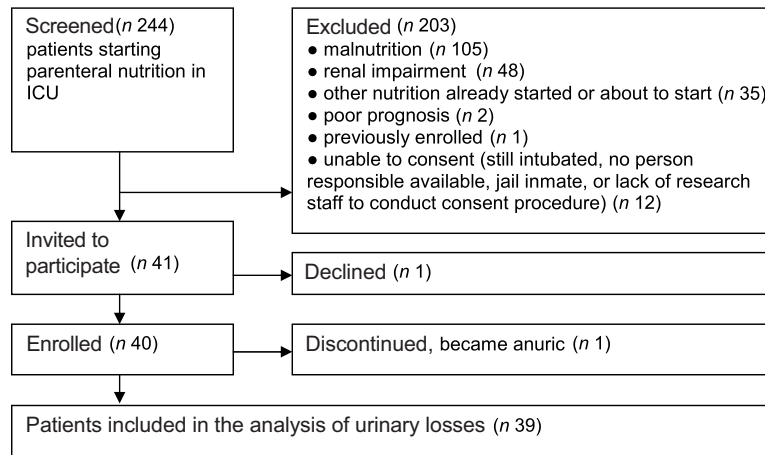 Screened(n 244)
patients starting
parenteral nutrition in
ICU
Excluded (n 203)
● malnutrition (n 105)
● renal impairment (n 48)
● other nutrition already started or about to start (n 35)
● poor prognosis (n 2)
● previously enrolled (n 1)
● unable to consent (still intubated, no person
responsible available, jail inmate, or lack of research
staff to conduct consent procedure) (n 12)
Invited to
participate (n 41)
Declined (n 1)
Enrolled (n 40)
Discontinued, became anuric (n 1)
Patients included in the analysis of urinary losses (n 39)